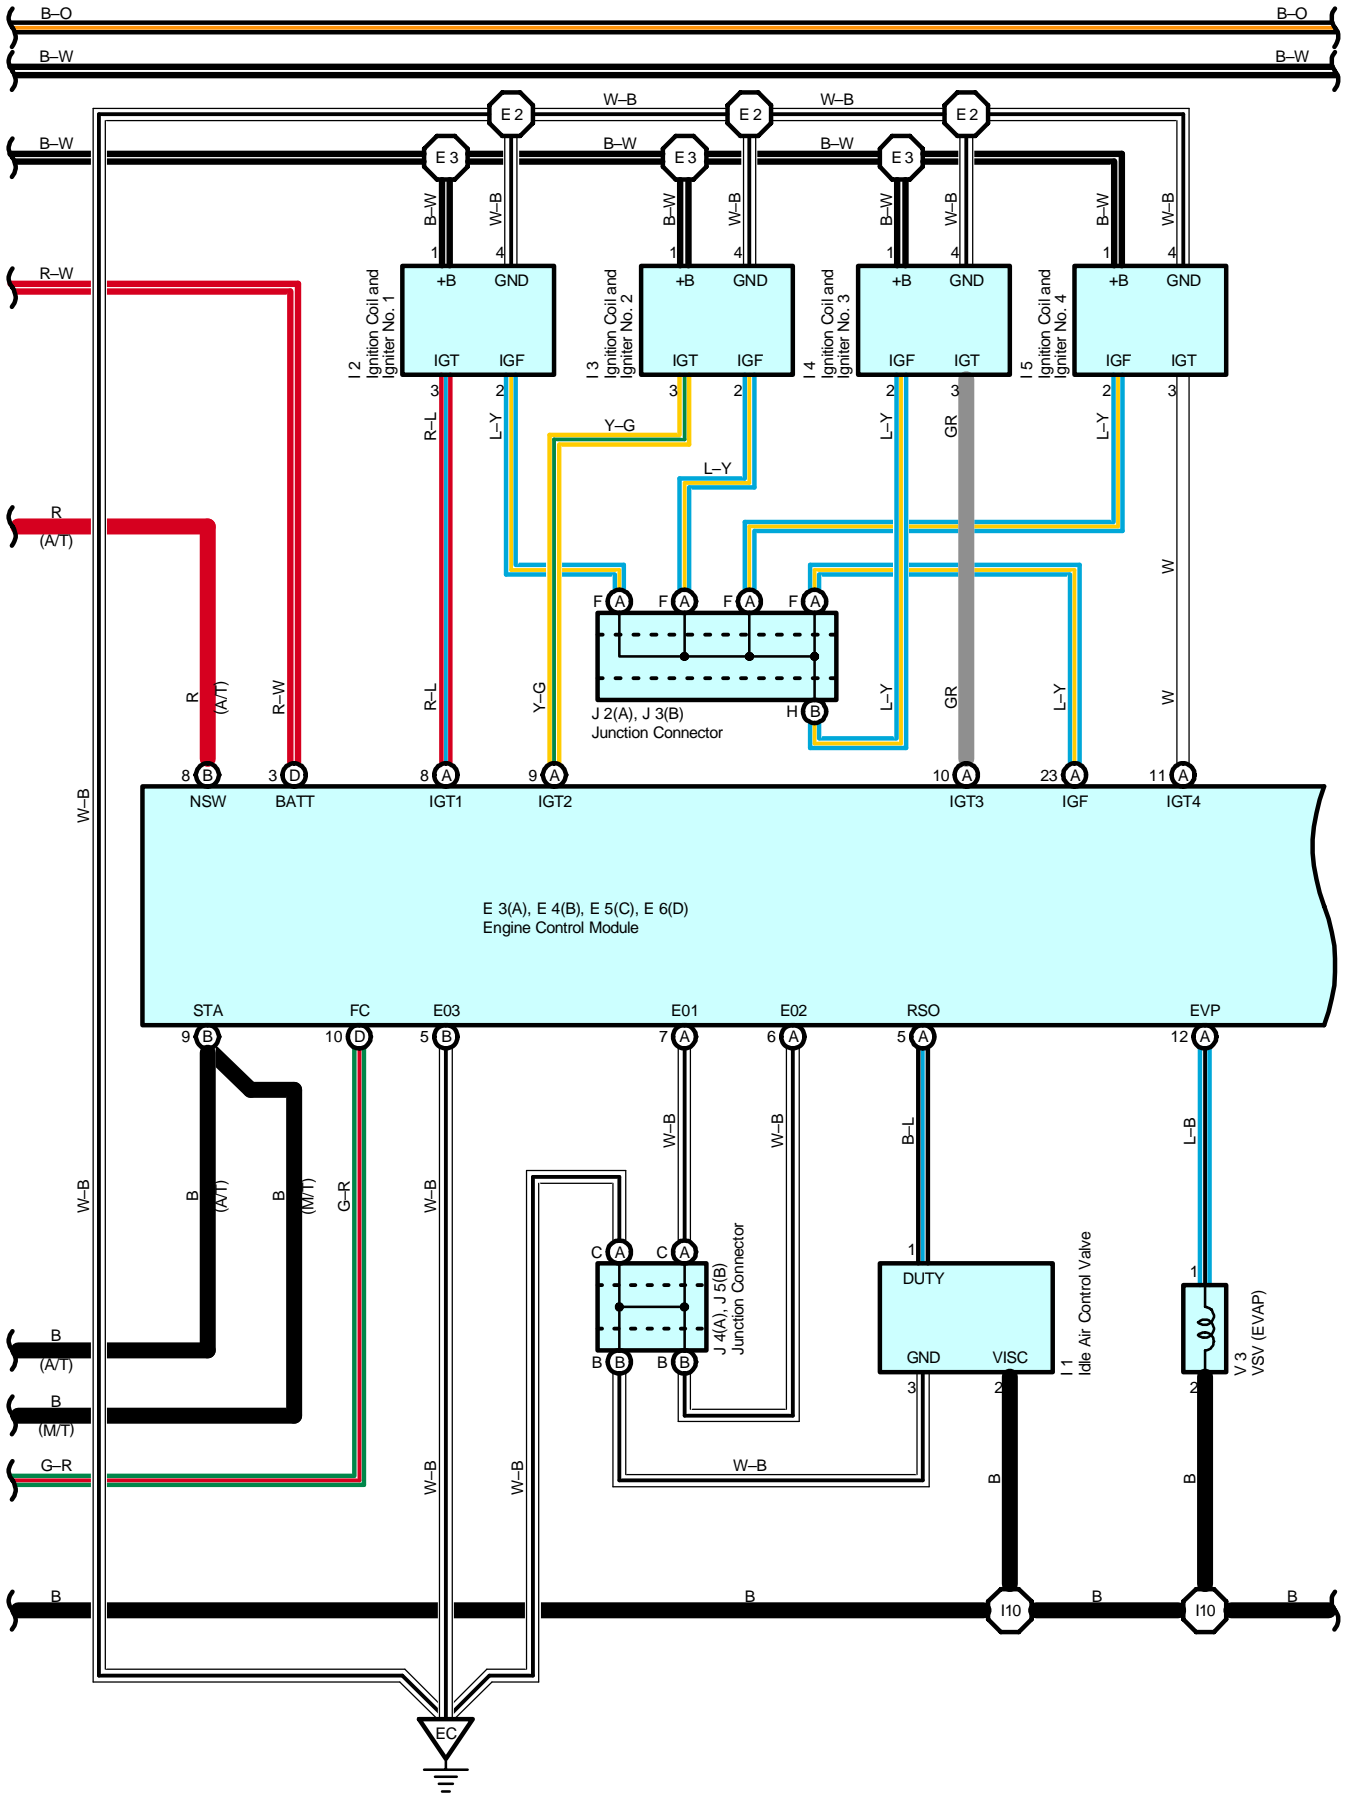 B–O B–O
B–W B–W
W–B W–B
E 2 E 2 E 2
B–W B–W B–W
E 3 E 3 E 3
B–W W–B B–W W–B B–W W–B B–W W–B
1 4 1 4 1 4 1 4
R–W
+B GND +B GND +B GND +B GND
I 2
Ignition Coil and
Igniter No. 1
I 3
Ignition Coil and
Igniter No. 2
I 4
Ignition Coil and
Igniter No. 3
I 5
Ignition Coil and
Igniter No. 4
IGT IGF IGT IGF IGF IGT IGF IGT
3 2 3 2 2 3 2 3
R–L L–Y Y–G L–Y GR L–Y
L–Y
R
(A/T)
W
F A F A F A F A
R (A/T) R–W R–L Y–G L–Y GR L–Y W
H B
J 2(A), J 3(B)
Junction Connector
8 B 3 D 8 A 9 A 10 A 23 A 11 A
NSW BATT IGT1 IGT2 IGT3 IGF IGT4
W–B
E 3(A), E 4(B), E 5(C), E 6(D)
Engine Control Module
STA FC E03 E01 E02 RSO EVP
9 B 10 D 5 B 7 A 6 A 5 A 12 A
W–B W–B B–L L–B
W–B B (A/T) B (M/T) G–R W–B
C A C A
J 4(A), J 5(B)
Junction Connector
B B B B
1
DUTY
GND VISC
3 2
I 1
Idle Air Control Valve
1
2
V 3
VSV (EVAP)
B
(A/T)
B
(M/T)
G–R
W–B W–B W–B B B
B B B B
I10 I10
EC